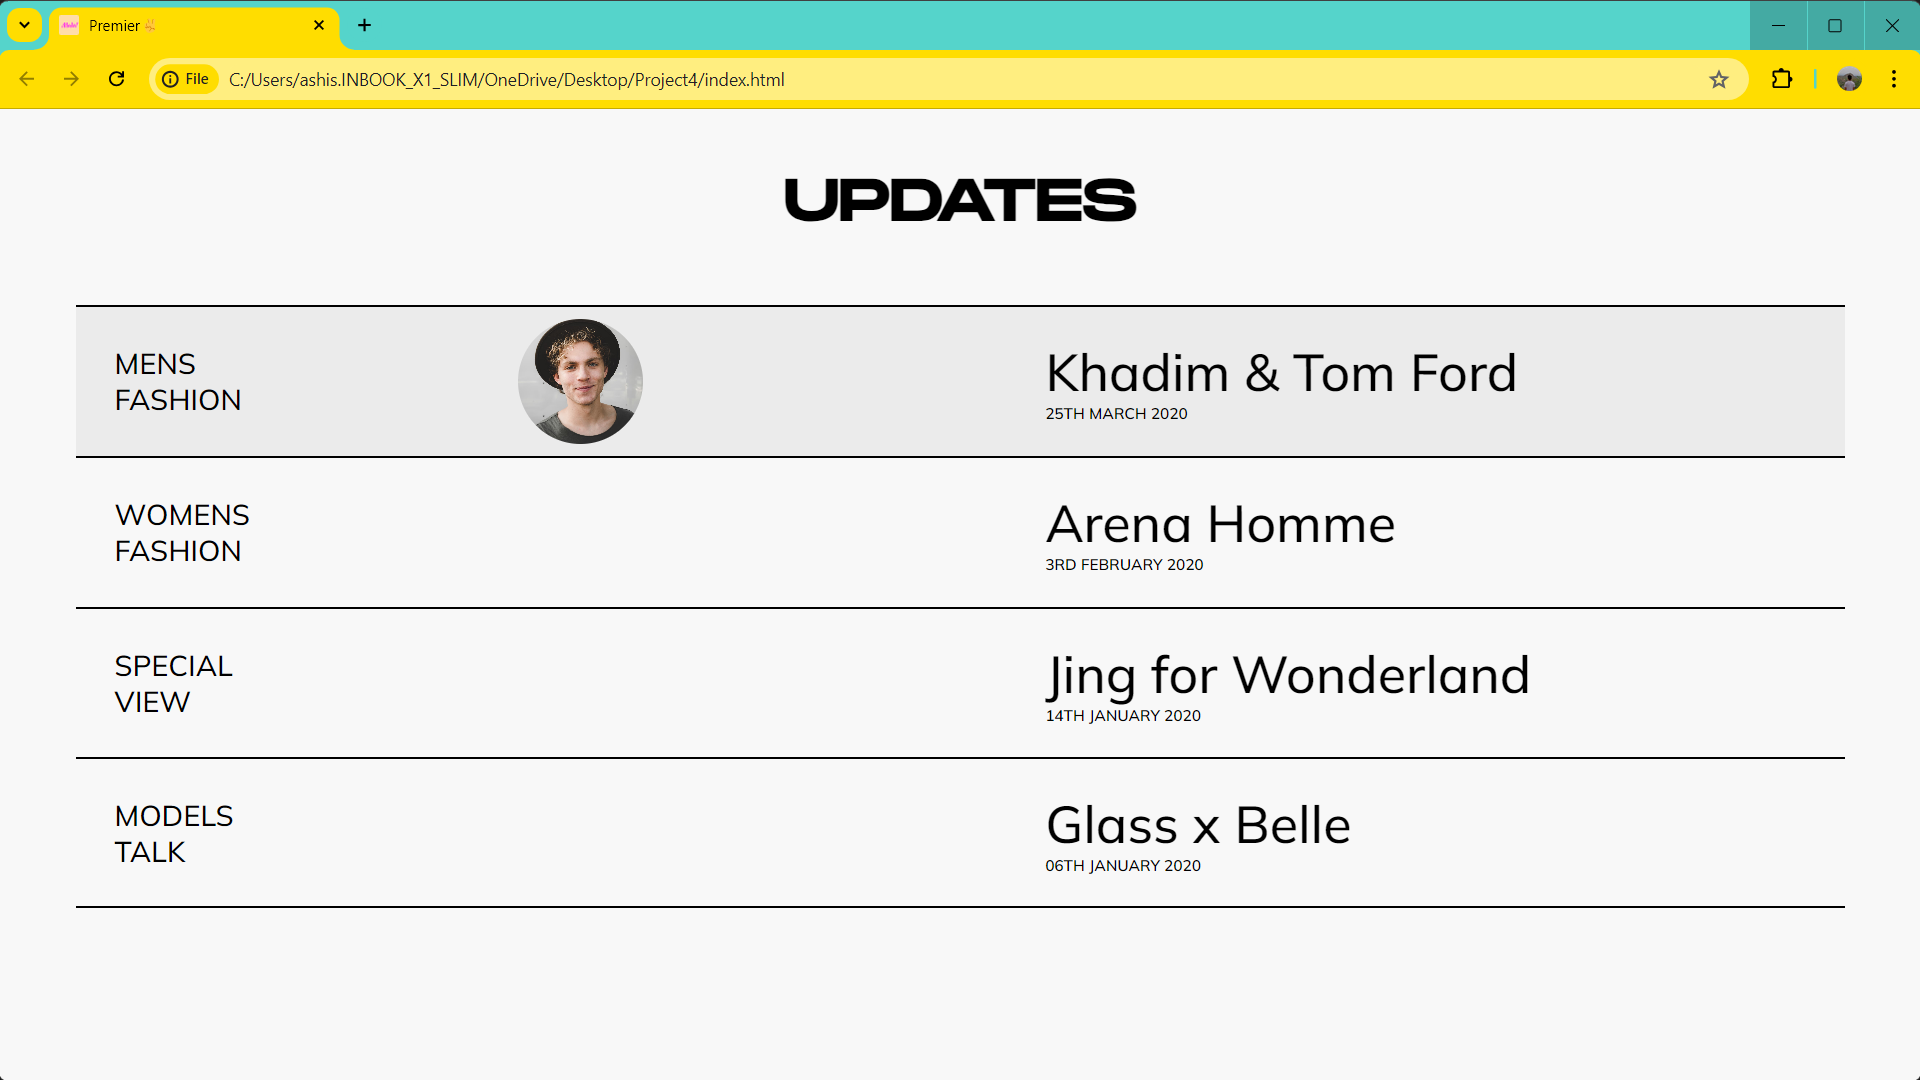 Premier
File
C:/Users/ashis.INBOOK_X1_SLIM/OneDrive/Desktop/Project4/index.html
UPDATES
MENS
FASHION
Khadim & Tom Ford
25TH MARCH 2020
WOMENS
FASHION
Arena Homme
3RD FEBRUARY 2020
SPECIAL
VIEW
Jing for Wonderland
14TH JANUARY 2020
MODELS
TALK
Glass x Belle
06TH JANUARY 2020